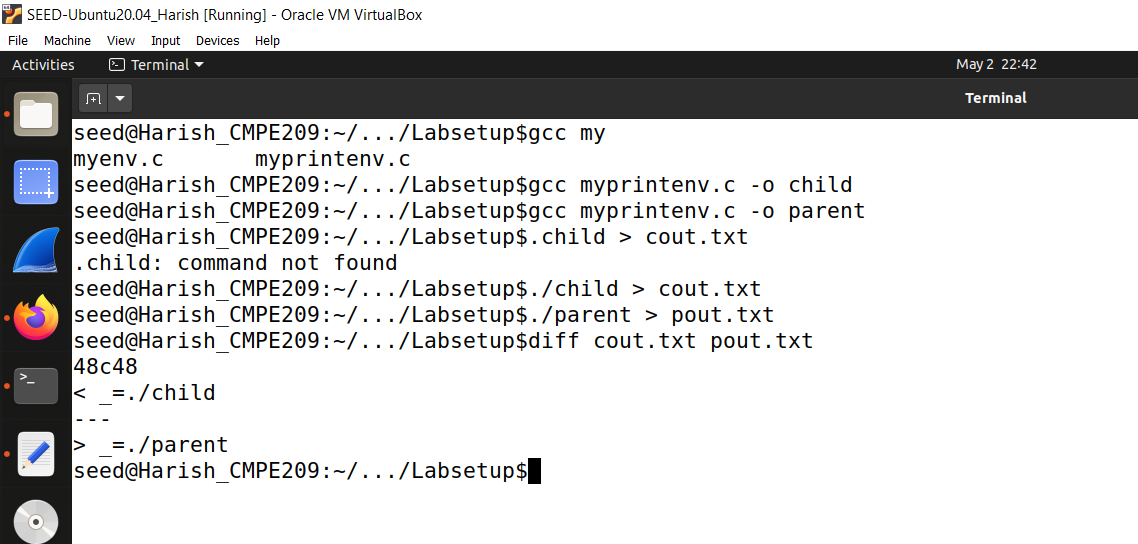 SEED-Ubuntu20.04_Harish [Running] - Oracle VM VirtualBox
File Machine View Input Devices Help
Activities Terminal May 2 22:42
Terminal
seed@Harish_CMPE209:~/.../Labsetup$gcc my
myenv.c       myprintenv.c
seed@Harish_CMPE209:~/.../Labsetup$gcc myprintenv.c -o child
seed@Harish_CMPE209:~/.../Labsetup$gcc myprintenv.c -o parent
seed@Harish_CMPE209:~/.../Labsetup$.child > cout.txt
.child: command not found
seed@Harish_CMPE209:~/.../Labsetup$./child > cout.txt
seed@Harish_CMPE209:~/.../Labsetup$./parent > pout.txt
seed@Harish_CMPE209:~/.../Labsetup$diff cout.txt pout.txt
48c48
< _=./child
---
> _=./parent
seed@Harish_CMPE209:~/.../Labsetup$